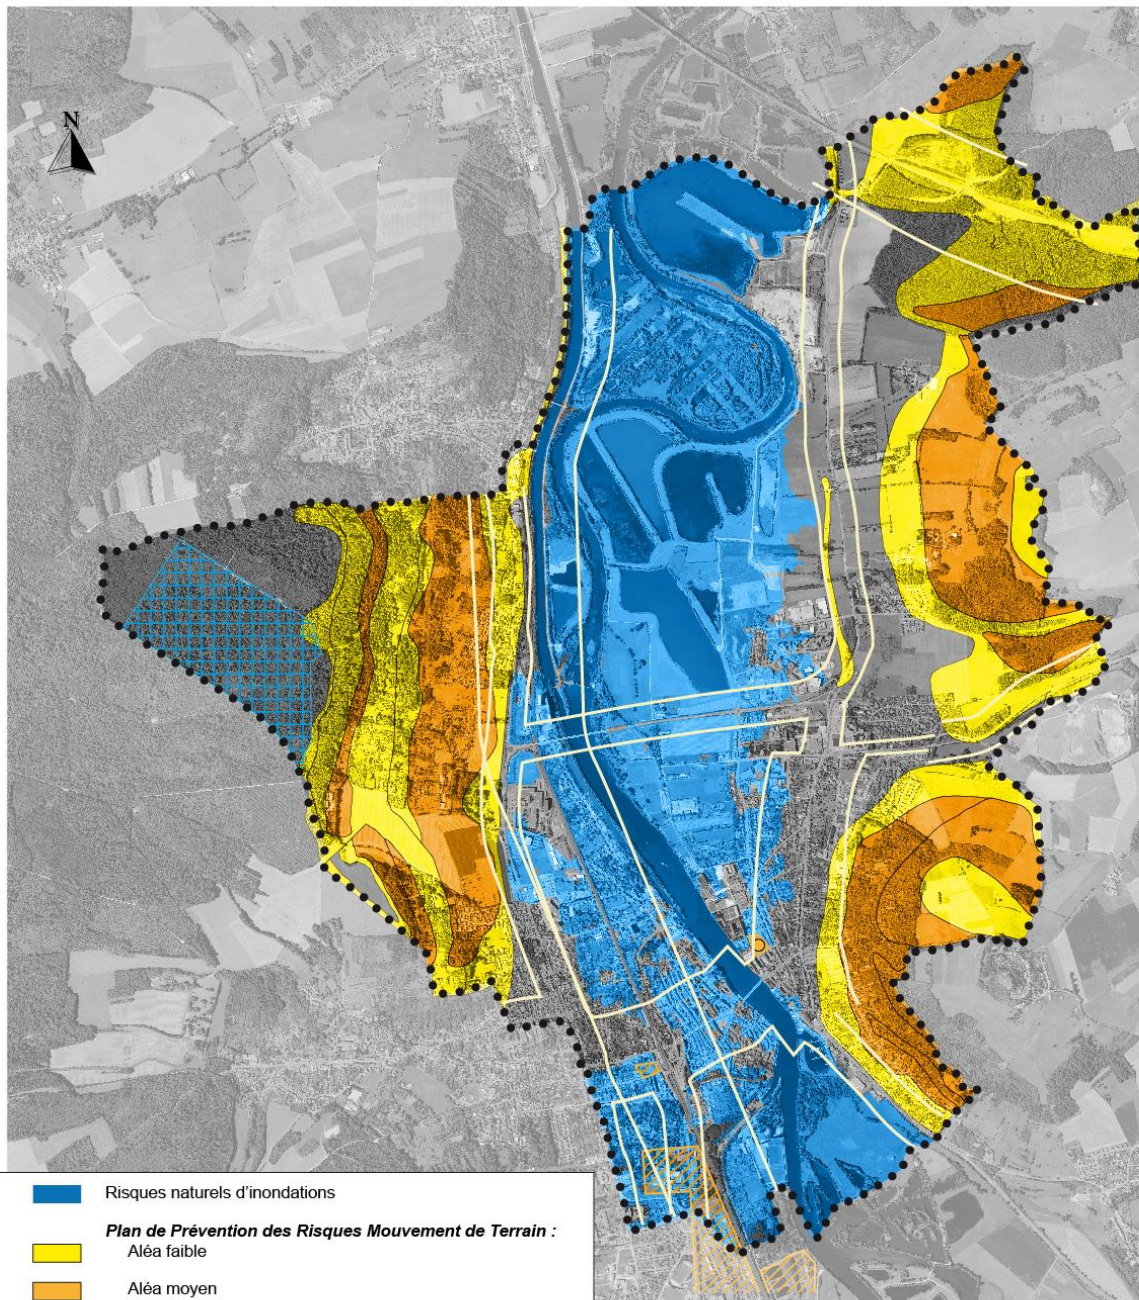 N
Risques naturels d'inondations
Plan de Prévention des Risques Mouvement de Terrain :
Aléa faible
Aléa moyen